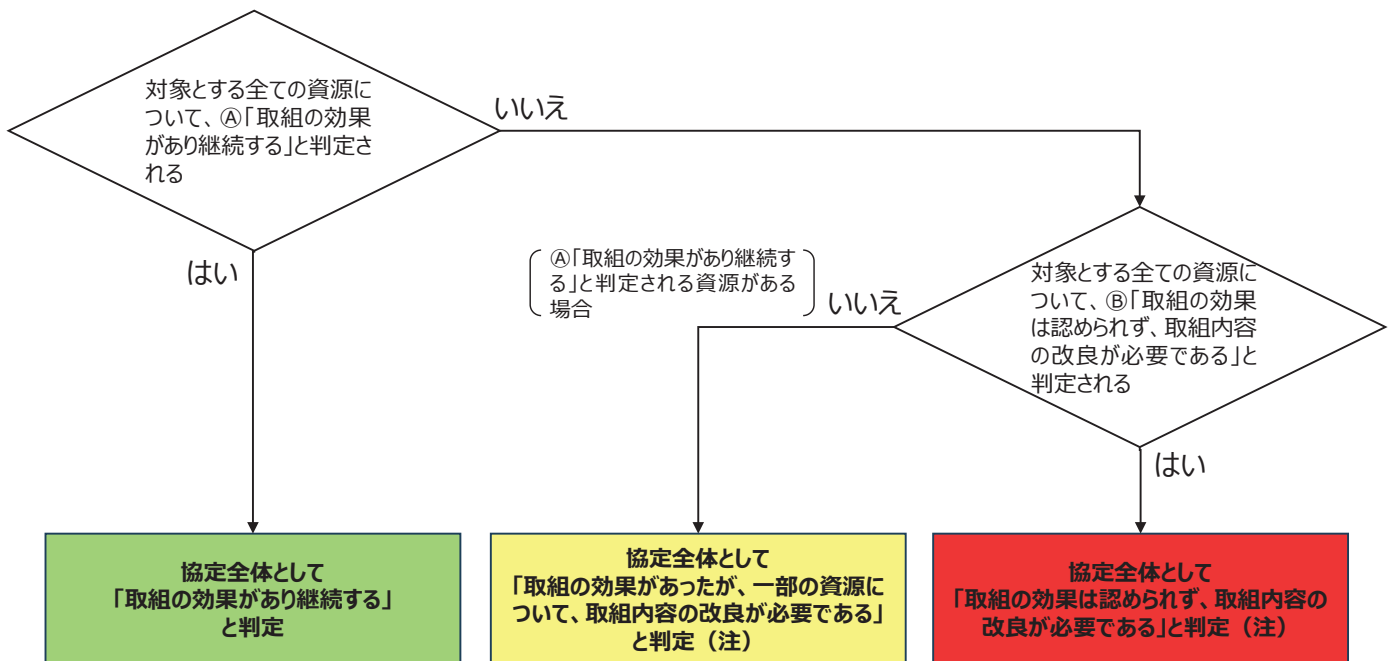 対象とする全ての資源に
ついて、Ⓐ「取組の効果
があり継続する」と判定さ
れる
いいえ
はい
Ⓐ「取組の効果があり継続す
る」と判定される資源がある
場合
いいえ
対象とする全ての資源に
ついて、Ⓑ「取組の効果
は認められず、取組内容
の改良が必要である」と
判定される
はい
協定全体として
「取組の効果があり継続する」
と判定
協定全体として
「取組の効果があったが、一部の資源に
ついて、取組内容の改良が必要である」
と判定（注）
協定全体として
「取組の効果は認められず、取組内容の
改良が必要である」と判定（注）